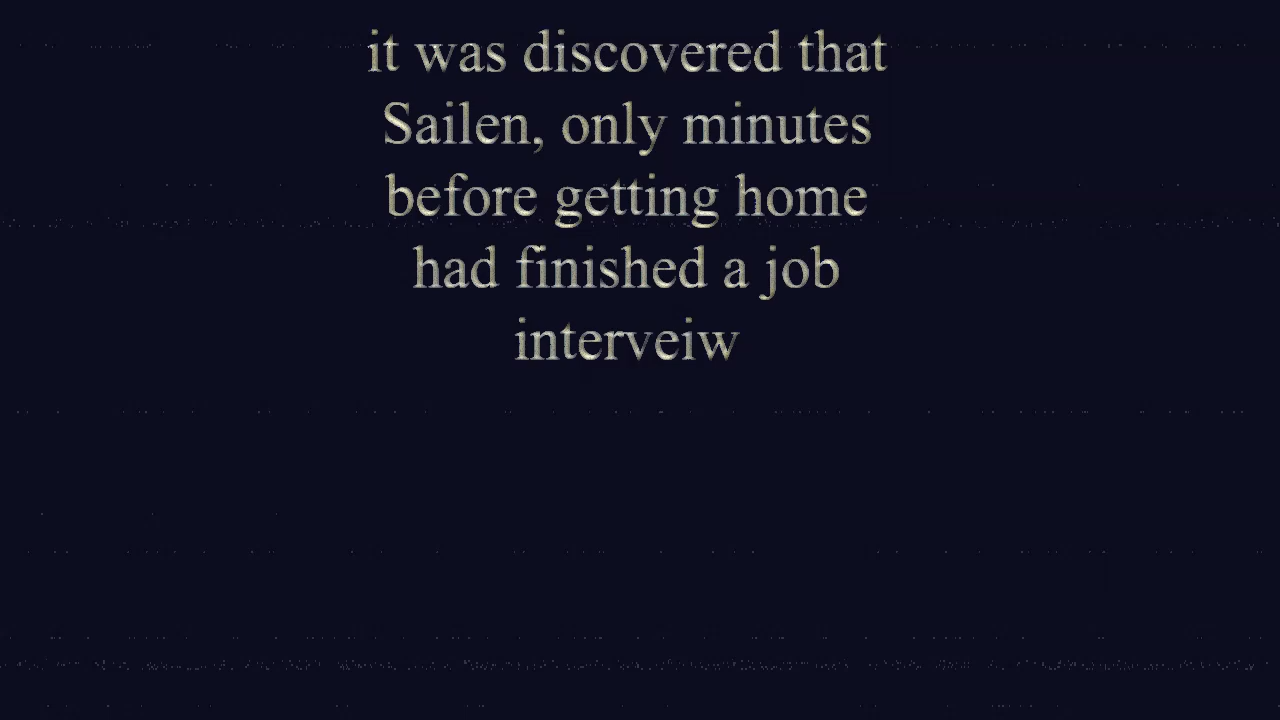 it was discovered that
Sailen, only minutes
before getting home
had finished a job
interveiw